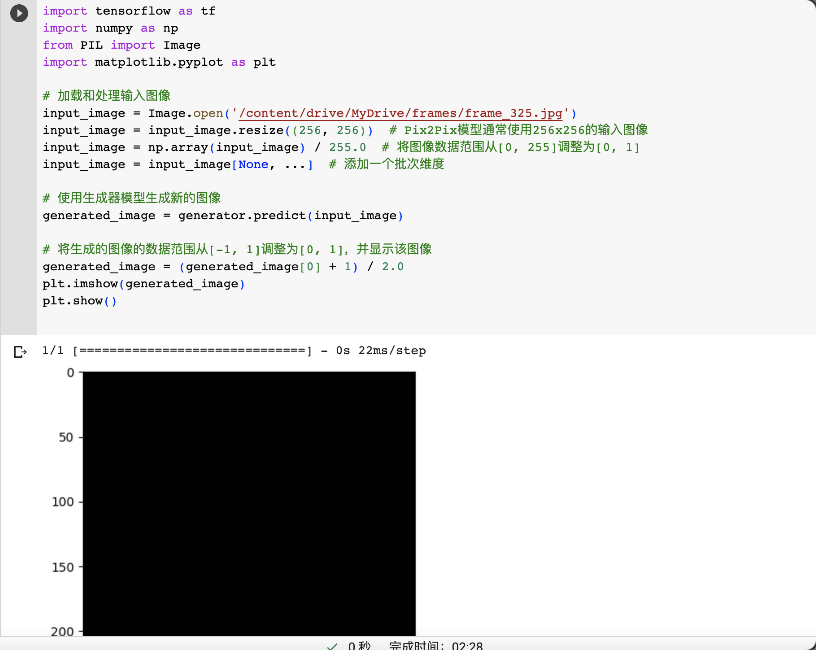 import tensorflow as tf
import numpy as np
from PIL import Image
import matplotlib.pyplot as plt
# 加载和处理输入图像
input_image = Image.open('/content/drive/MyDrive/frames/frame_325.jpg')
input_image = input_image.resize((256, 256))  # Pix2Pix模型通常使用256x256的输入图像
input_image = np.array(input_image) / 255.0  # 将图像数据范围从[0, 255]调整为[0, 1]
input_image = input_image[None, ...]  # 添加一个批次维度
# 使用生成器模型生成新的图像
generated_image = generator.predict(input_image)
# 将生成的图像的数据范围从[-1, 1]调整为[0, 1]，并显示该图像
generated_image = (generated_image[0] + 1) / 2.0
plt.imshow(generated_image)
plt.show()
1/1 [==============================] - 0s 22ms/step
0
50
100
150
200
0 秒 完成时间：02:28